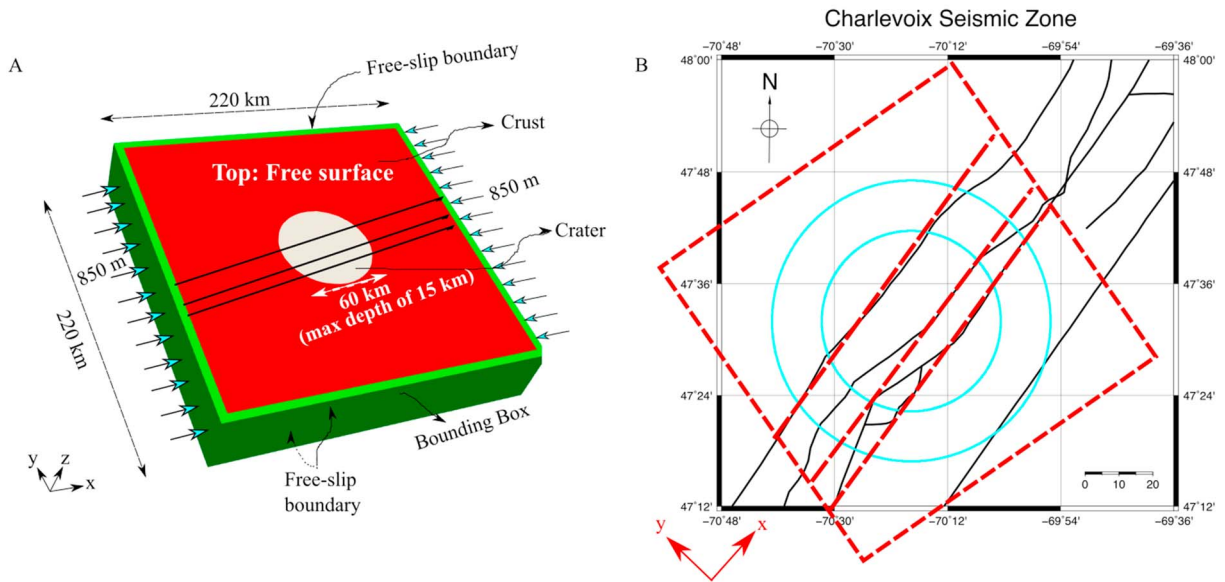 A
Free-slip boundary
220 km
Crust
Top: Free surface
850 m
Crater
850 m
60 km
(max depth of 15 km)
220 km
Bounding Box
Free-slip
boundary
y
z
x
Charlevoix Seismic Zone
B
−70˚48'
−70˚30'
−70˚12'
−69˚54'
−69˚36'
48˚00'
48˚00'
N
47˚48'
47˚48'
47˚36'
47˚36'
47˚24'
47˚24'
0 10 20
47˚12'
47˚12'
−70˚48'
−70˚30'
−70˚12'
−69˚54'
−69˚36'
y
x